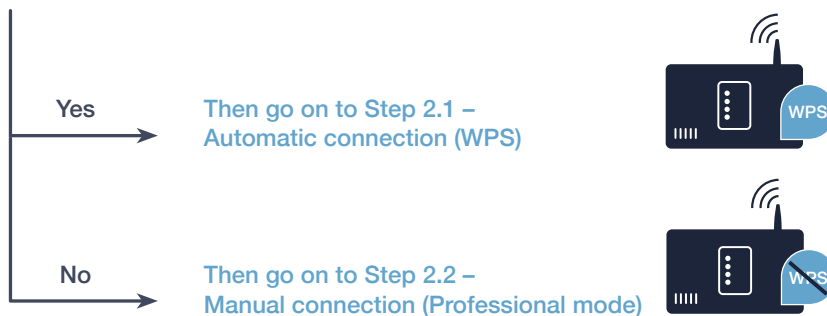 Yes
Then go on to Step 2.1 –
Automatic connection (WPS)
WPS
No
Then go on to Step 2.2 –
Manual connection (Professional mode)
WPS